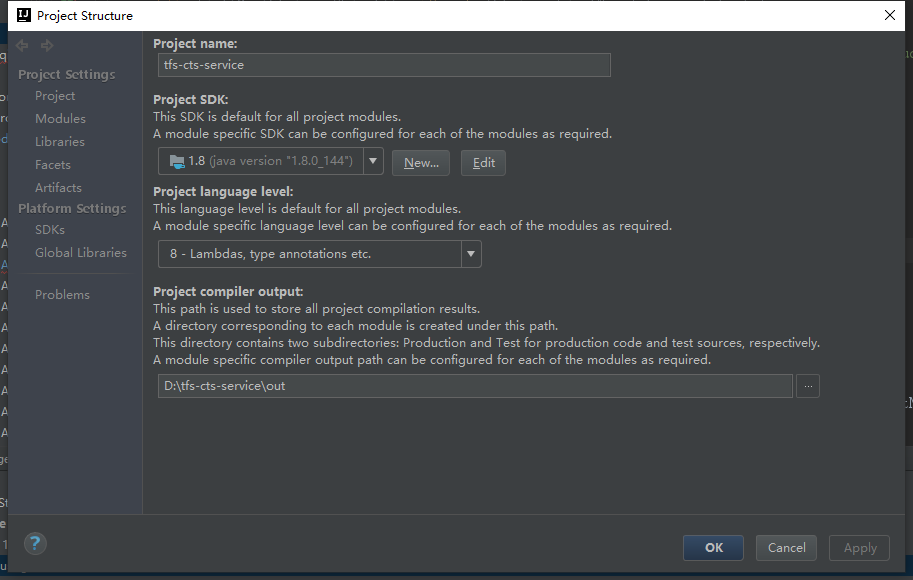 Project Structure
Project Settings
Project
Modules
Libraries
Facets
Artifacts
Platform Settings
SDKs
Global Libraries
Problems
Project name:
tfs-cts-service
Project SDK:
This SDK is default for all project modules.
A module specific SDK can be configured for each of the modules as required.
1.8 (java version "1.8.0_144")
New...
Edit
Project language level:
This language level is default for all project modules.
A module specific language level can be configured for each of the modules as required.
8 - Lambdas, type annotations etc.
Project compiler output:
This path is used to store all project compilation results.
A directory corresponding to each module is created under this path.
This directory contains two subdirectories: Production and Test for production code and test sources, respectively.
A module specific compiler output path can be configured for each of the modules as required.
D:\tfs-cts-service\out
...
?
OK
Cancel
Apply